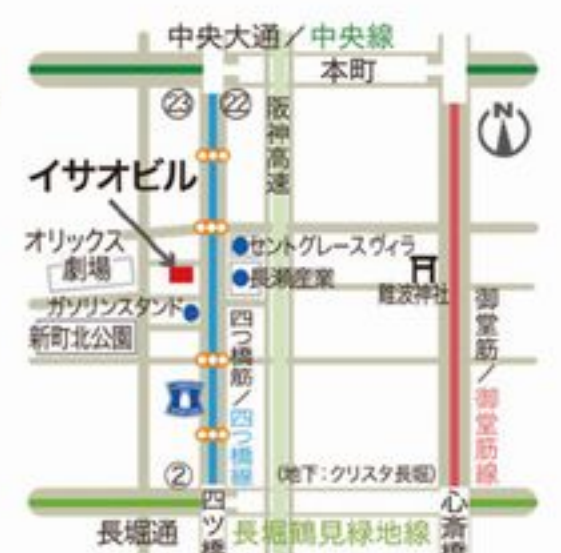 中央大通／中央線
本町
㉓
㉒
阪神高速
N
イサオビル
オリックス
劇場
セントグレースヴィラ
長瀬産業
難波神社
ガソリンスタンド
新町北公園
四つ橋筋／四つ橋線
御堂筋／御堂筋線
②
(地下：クリスタ長堀)
四ツ橋
心斎橋
長堀通
長堀鶴見緑地線